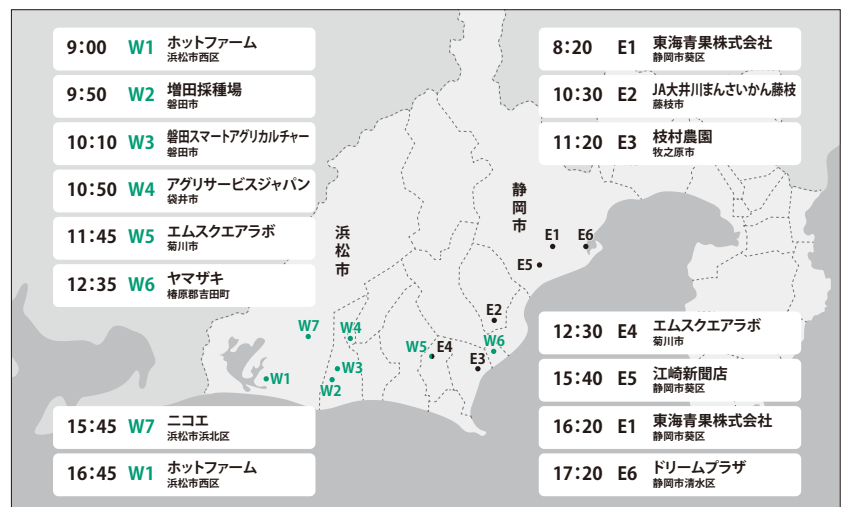 9:00 W1 ホットファーム
浜松市西区
9:50 W2 増田採種場
磐田市
10:10 W3 磐田スマートアグリカルチャー
磐田市
10:50 W4 アグリサービスジャパン
袋井市
11:45 W5 エムスクエアラボ
菊川市
12:35 W6 ヤマザキ
榛原郡吉田町
15:45 W7 ニコエ
浜松市浜北区
16:45 W1 ホットファーム
浜松市西区
8:20 E1 東海青果株式会社
静岡市葵区
10:30 E2 JA大井川まんさいかん藤枝
藤枝市
11:20 E3 枝村農園
牧之原市
12:30 E4 エムスクエアラボ
菊川市
15:40 E5 江崎新聞店
静岡市葵区
16:20 E1 東海青果株式会社
静岡市葵区
17:20 E6 ドリームプラザ
静岡市清水区
浜松市
静岡市
E1
E6
E5
E2
W7
W4
W5
E4
W6
W3
E3
W1
W2